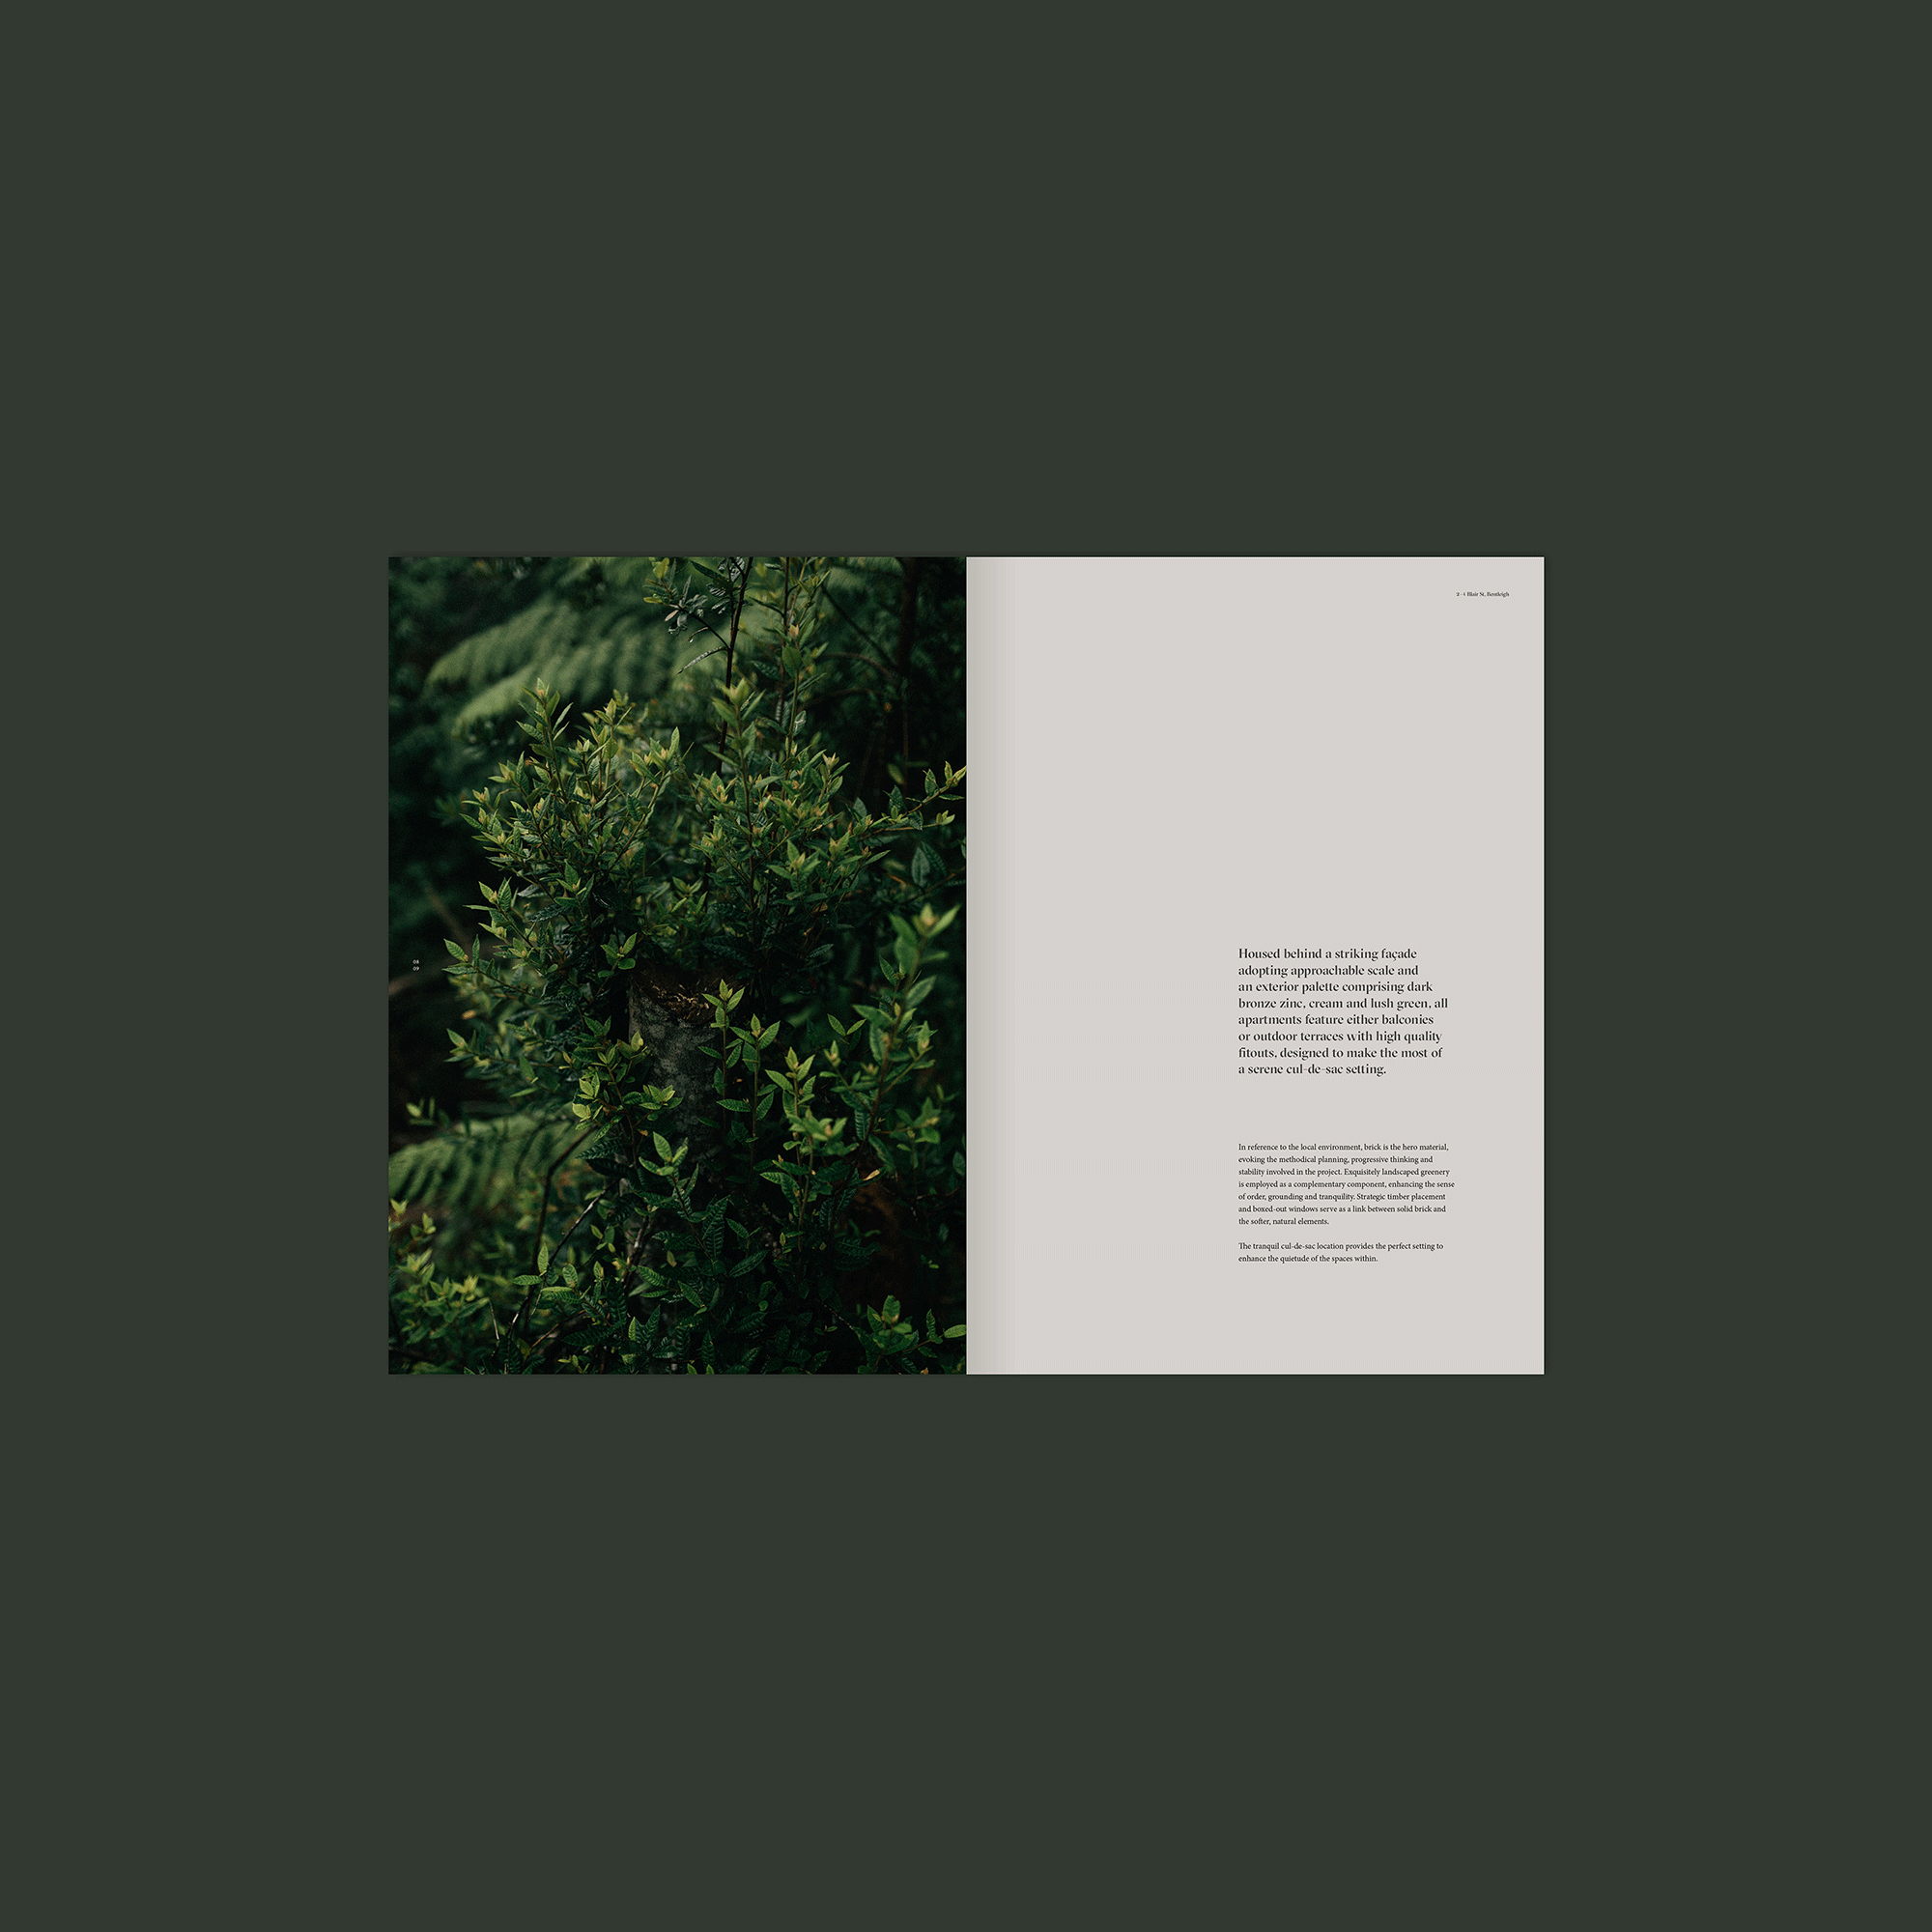 08
09
2–4 Blair St, Bentleigh
Housed behind a striking façade
adopting approachable scale and
an exterior palette comprising dark
bronze zinc, cream and lush green, all
apartments feature either balconies
or outdoor terraces with high quality
fitouts, designed to make the most of
a serene cul-de-sac setting.
In reference to the local environment, brick is the hero material,
evoking the methodical planning, progressive thinking and
stability involved in the project. Exquisitely landscaped greenery
is employed as a complementary component, enhancing the sense
of order, grounding and tranquility. Strategic timber placement
and boxed-out windows serve as a link between solid brick and
the softer, natural elements.
The tranquil cul-de-sac location provides the perfect setting to
enhance the quietude of the spaces within.